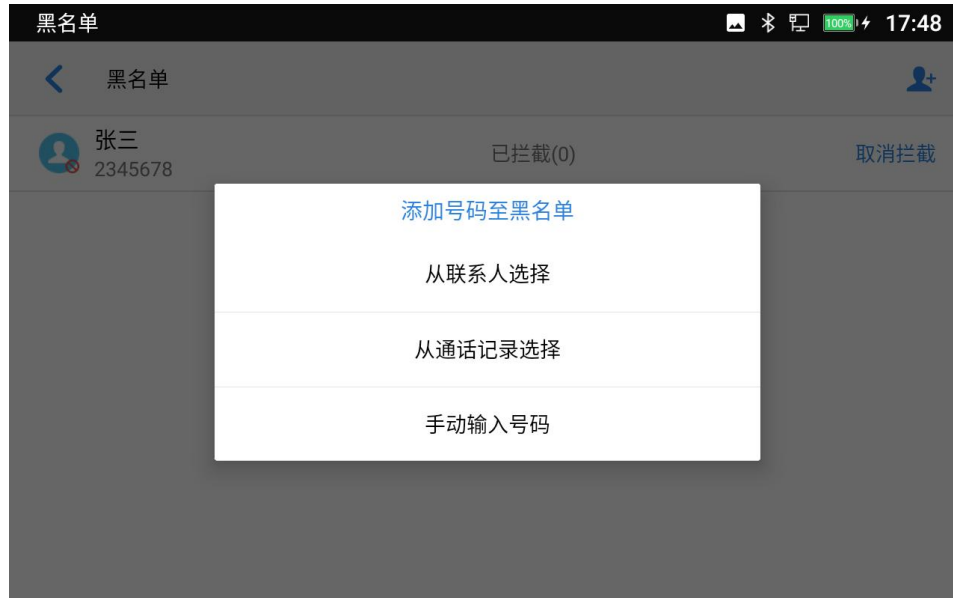 黑名单
100% 17:48
黑名单
张三
2345678
已拦截(0)
取消拦截
添加号码至黑名单
从联系人选择
从通话记录选择
手动输入号码